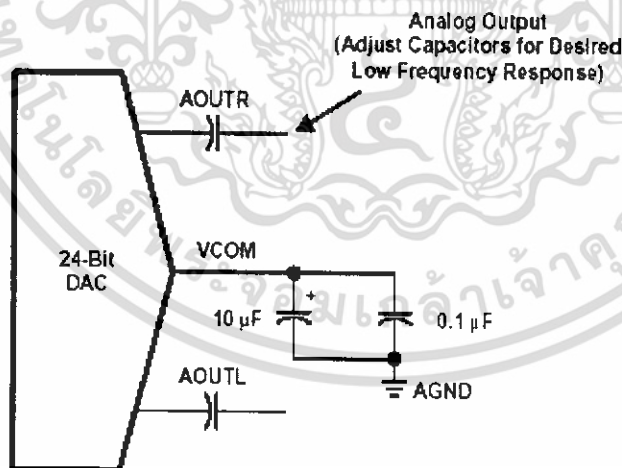 Analog Output
(Adjust Capacitors for Desired
Low Frequency Response)
AOUTR
24-Bit
DAC
VCOM
+
10 µF
0.1 µF
AGND
AOUTL